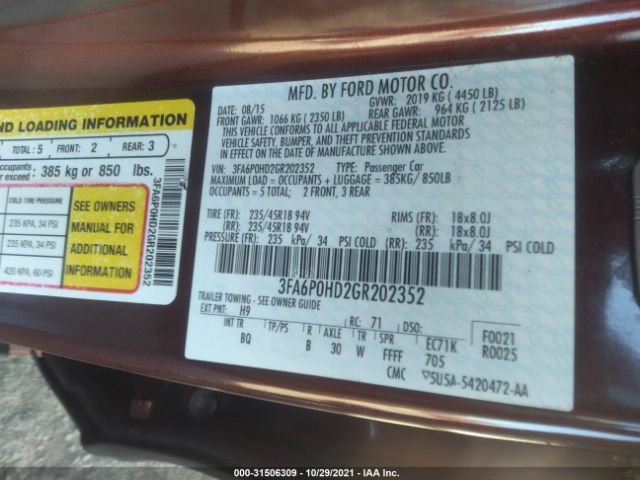 MFD. BY FORD MOTOR CO.
DATE: 08/15 GVWR: 2019 KG ( 4450 LB)
FRONT GAWR: 1066 KG ( 2350 LB) REAR GAWR: 964 KG ( 2125 LB)
THIS VEHICLE CONFORMS TO ALL APPLICABLE FEDERAL MOTOR
VEHICLE SAFETY, BUMPER, AND THEFT PREVENTION STANDARDS
IN EFFECT ON THE DATE OF MANUFACTURE SHOWN ABOVE.
VIN: 3FA6P0HD2GR202352 TYPE: Passenger Car
MAXIMUM LOAD = OCCUPANTS + LUGGAGE = 385KG/ 850LB
OCCUPANTS = 5 TOTAL; 2 FRONT, 3 REAR
TIRE (FR): 235/45R18 94V RIMS (FR): 18x8.0J
(RR): 235/45R18 94V (RR): 18x8.0J
PRESSURE (FR): 235 kPa/ 34 PSI COLD (RR): 235 kPa/ 34 PSI COLD
3FA6P0HD2GR202352
TRAILER TOWING - SEE OWNER GUIDE
EXT PNT: H9 RC: 71 DSO: F0021
INT TR TP/PS R AXLE TR SPR EC71K R0025
BQ B 30 W FFFF 705
CMC ▽SU5A-5420472-AA
ND LOADING INFORMATION
TOTAL: 5 FRONT: 2 REAR: 3
ccupants
r exceed: 385 kg or 850 lbs.
COLD TIRE PRESSURE
235 KPA, 34 PSI
235 KPA, 34 PSI
420 KPA, 60 PSI
SEE OWNERS
MANUAL FOR
ADDITIONAL
INFORMATION
3FA6P0HD2GR202352
000-31506309 - 10/29/2021 - IAA Inc.